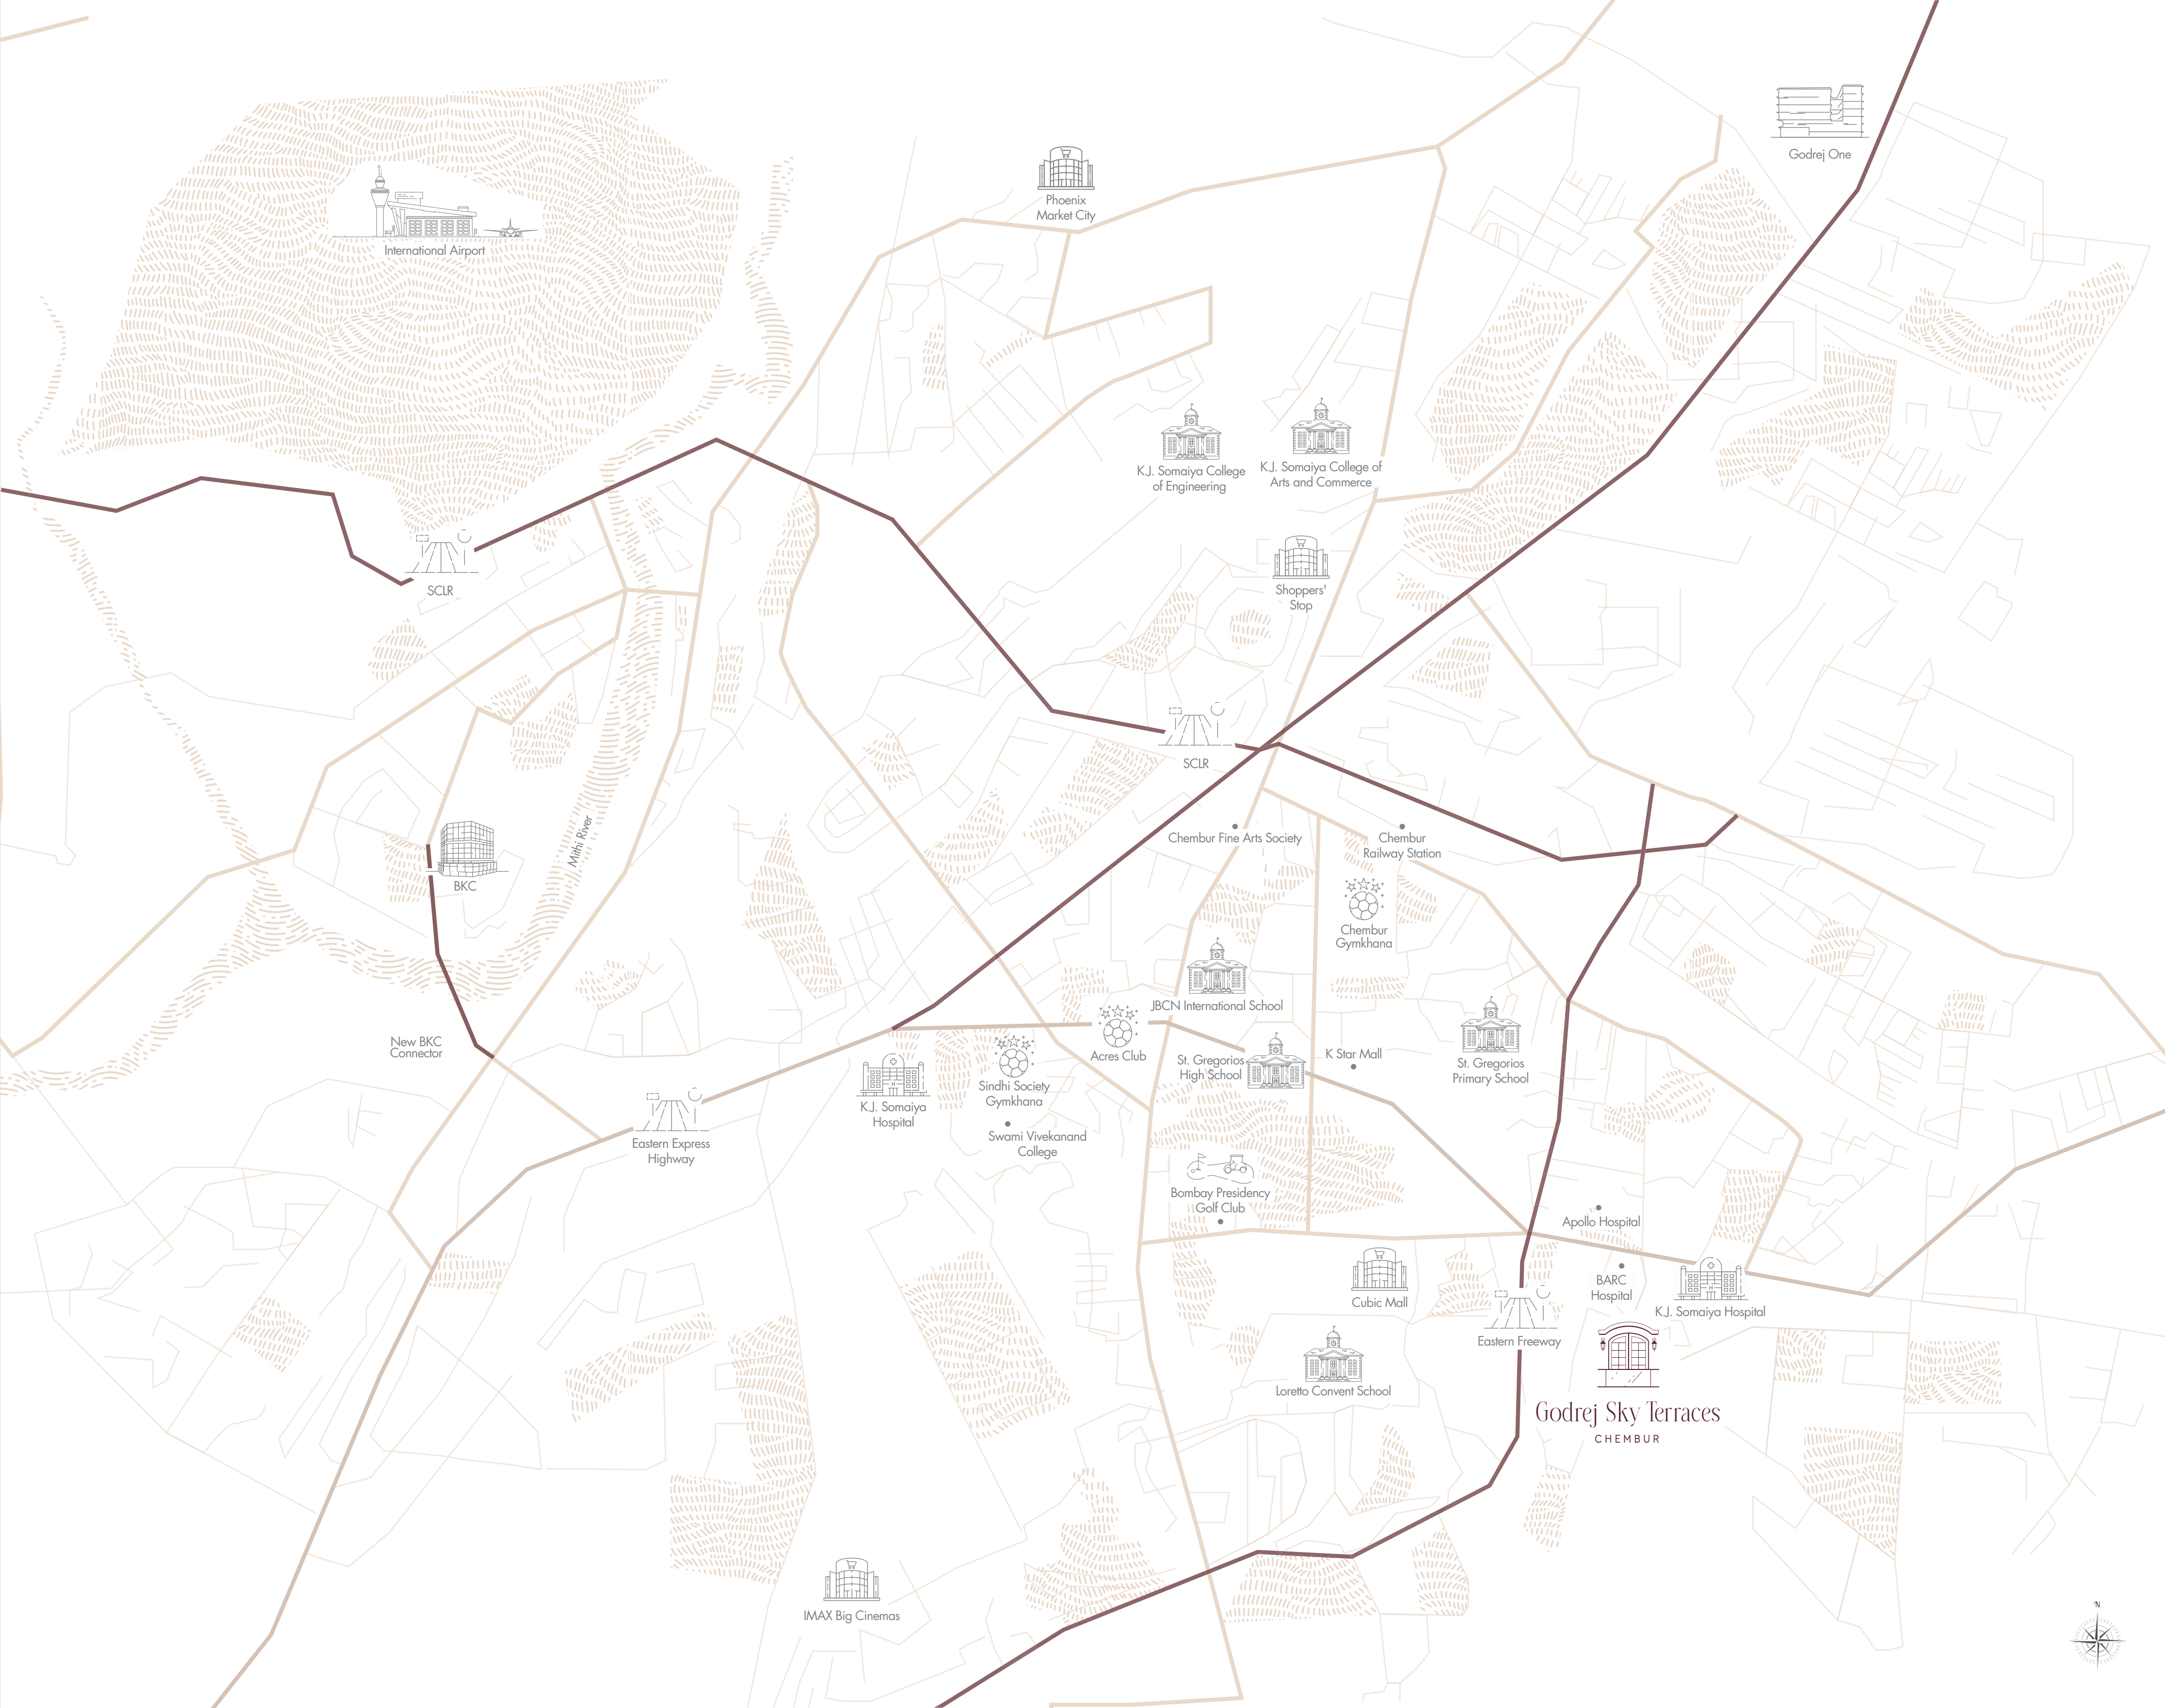 Godrej One
Phoenix
Market City
International Airport
K.J. Somaiya College
of Engineering
K.J. Somaiya College of
Arts and Commerce
SCLR
Shoppers'
Stop
SCLR
Mithi River
Chembur Fine Arts Society
Chembur
Railway Station
BKC
Chembur
Gymkhana
JBCN International School
New BKC
Connector
Acres Club
K Star Mall
St. Gregorios
High School
St. Gregorios
Primary School
Sindhi Society
Gymkhana
K.J. Somaiya
Hospital
Swami Vivekanand
College
Eastern Express
Highway
Bombay Presidency
Golf Club
Apollo Hospital
BARC
Hospital
Cubic Mall
K.J. Somaiya Hospital
Eastern Freeway
Loretto Convent School
Godrej Sky Terraces
CHEMBUR
IMAX Big Cinemas
N